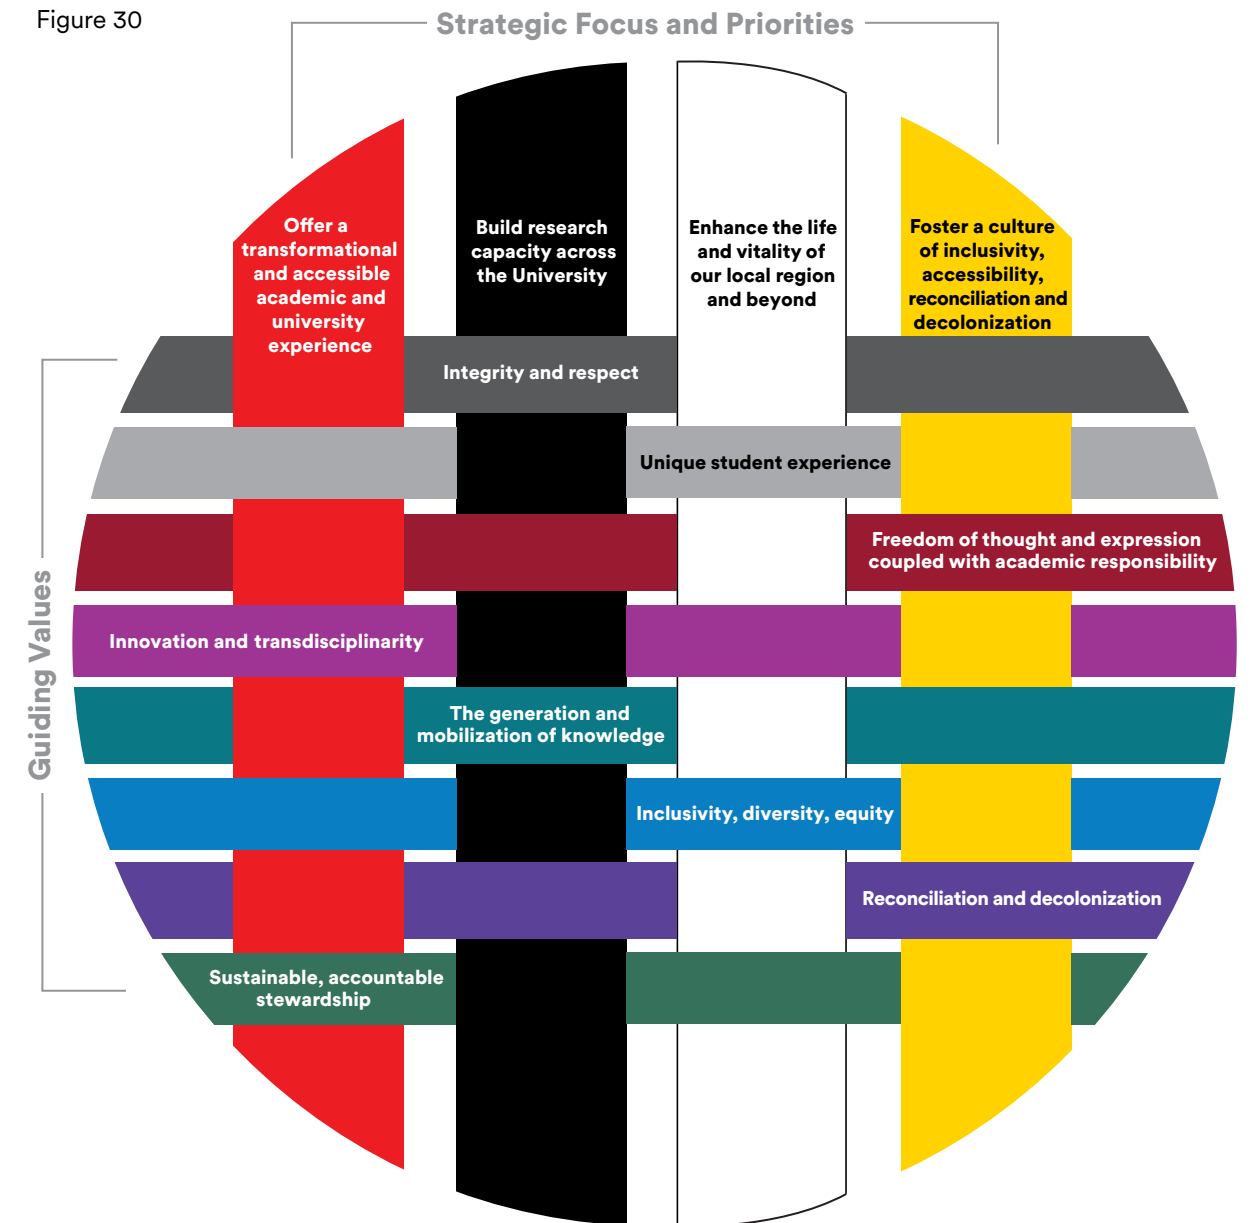 Figure 30
Strategic Focus and Priorities
Offer a
transformational
and accessible
academic and
university
experience
Build research
capacity across
the University
Enhance the life
and vitality of
our local region
and beyond
Foster a culture
of inclusivity,
accessibility,
reconciliation and
decolonization
Guiding Values
Integrity and respect
Unique student experience
Freedom of thought and expression
coupled with academic responsibility
Innovation and transdisciplinarity
The generation and
mobilization of knowledge
Inclusivity, diversity, equity
Reconciliation and decolonization
Sustainable, accountable
stewardship